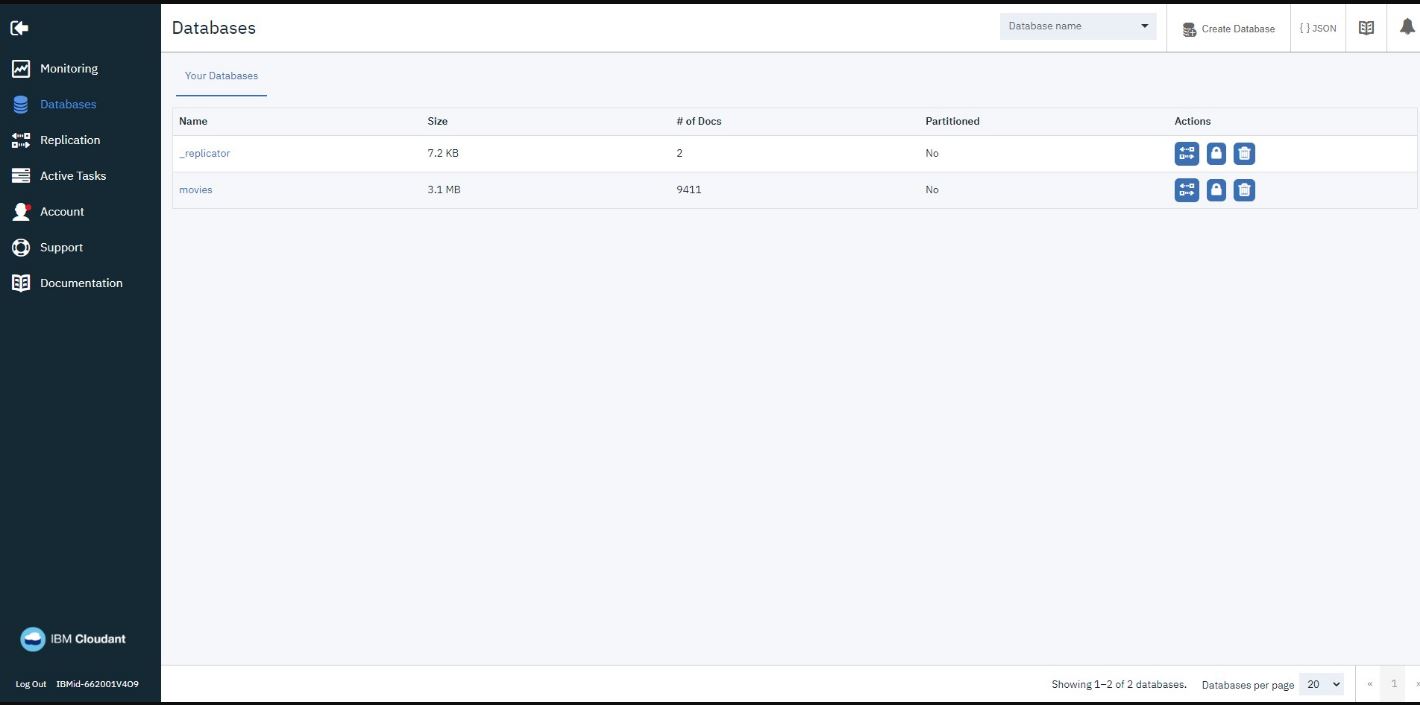 Databases
Database name
Create Database
{ } JSON
Monitoring
Databases
Replication
Active Tasks
Account
Support
Documentation
Your Databases
Name Size # of Docs Partitioned Actions
_replicator 7.2 KB 2 No
movies 3.1 MB 9411 No
IBM Cloudant
Log Out IBMid-662001V4O9
Showing 1–2 of 2 databases. Databases per page 20 « 1